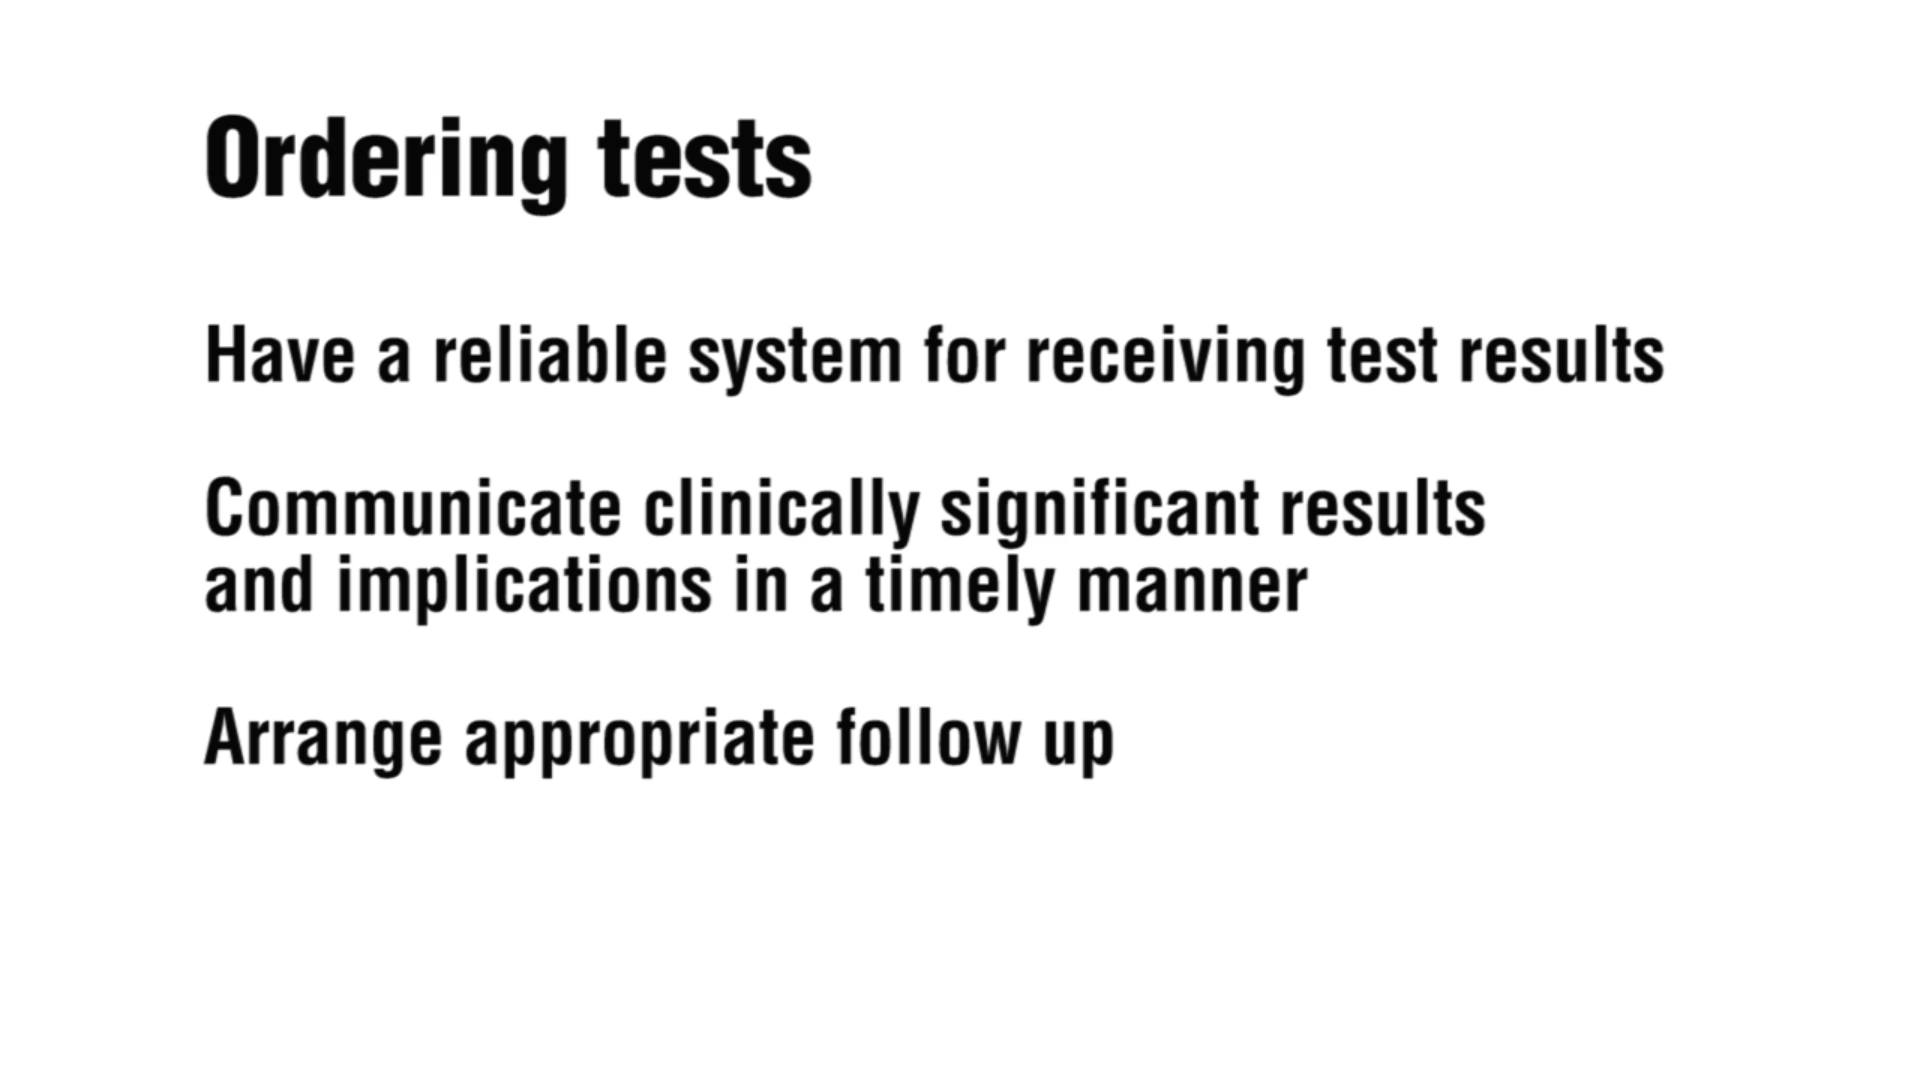 Ordering tests
Have a reliable system for receiving test results
Communicate clinically significant results
and implications in a timely manner
Arrange appropriate follow up